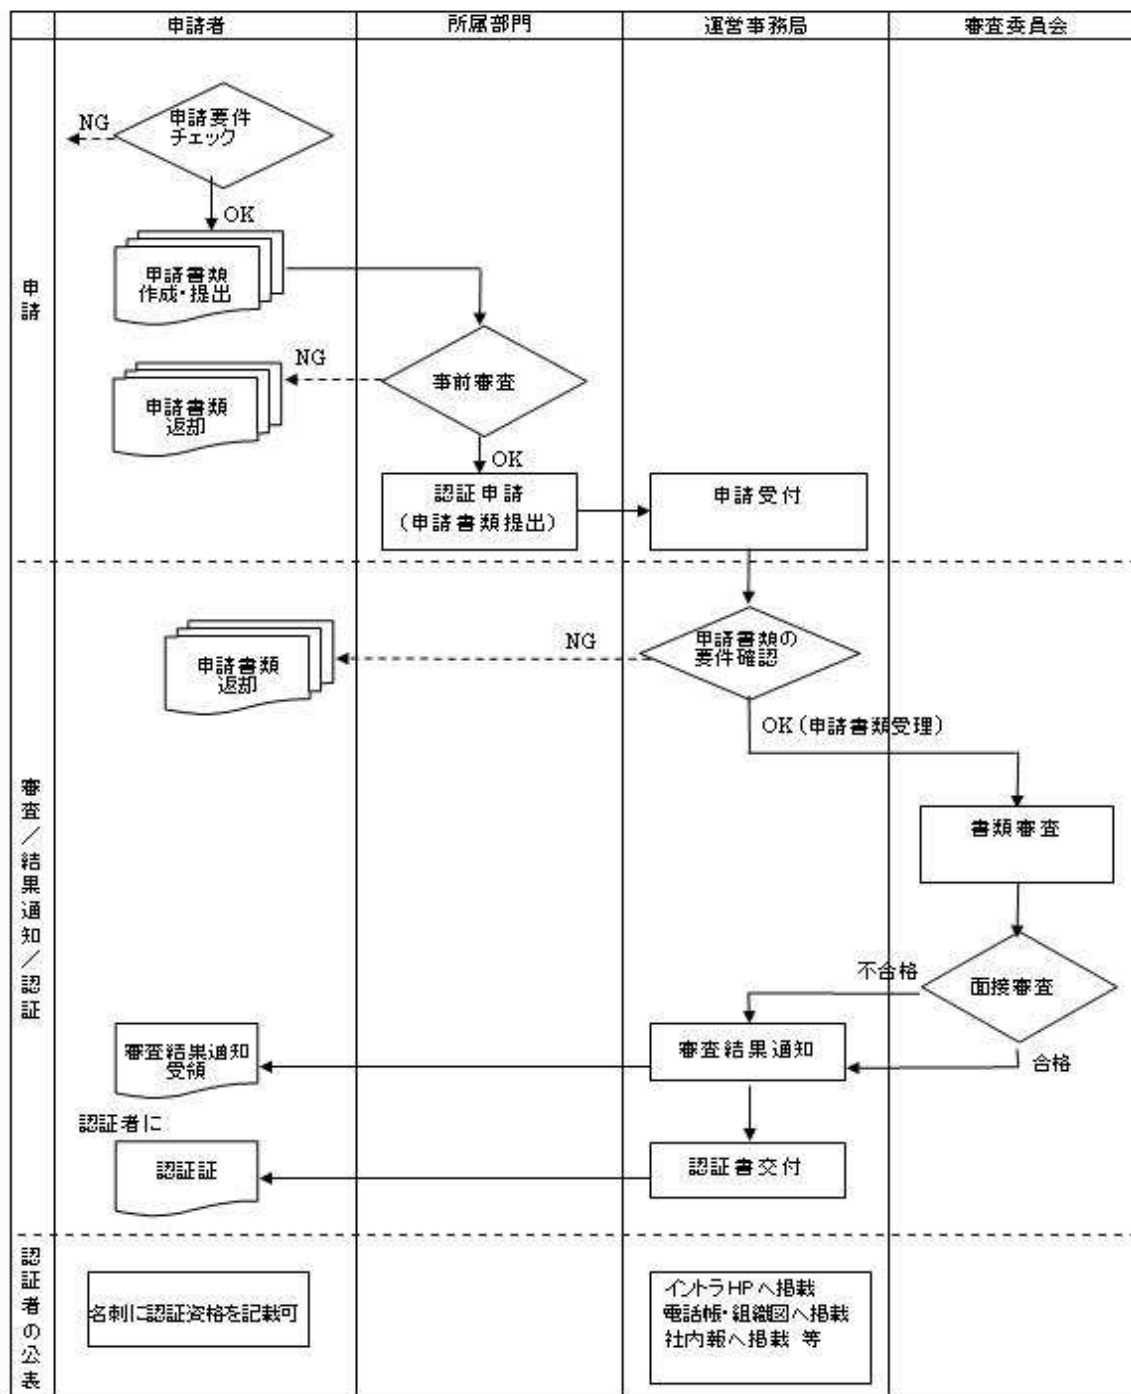 申請者
所属部門
運営事務局
審査委員会
申請
申請要件
チェック
NG
OK
申請書類
作成・提出
NG
事前審査
申請書類
返却
OK
認証申請
（申請書類提出）
申請受付
審査／結果通知／認証
申請書類の
要件確認
NG
申請書類
返却
OK（申請書類受理）
書類審査
不合格
面接審査
審査結果通知
受領
審査結果通知
合格
認証者に
認証証
認証書交付
認証者の公表
名刺に認証資格を記載可
イントラHPへ掲載
電話帳・組織図へ掲載
社内報へ掲載 等